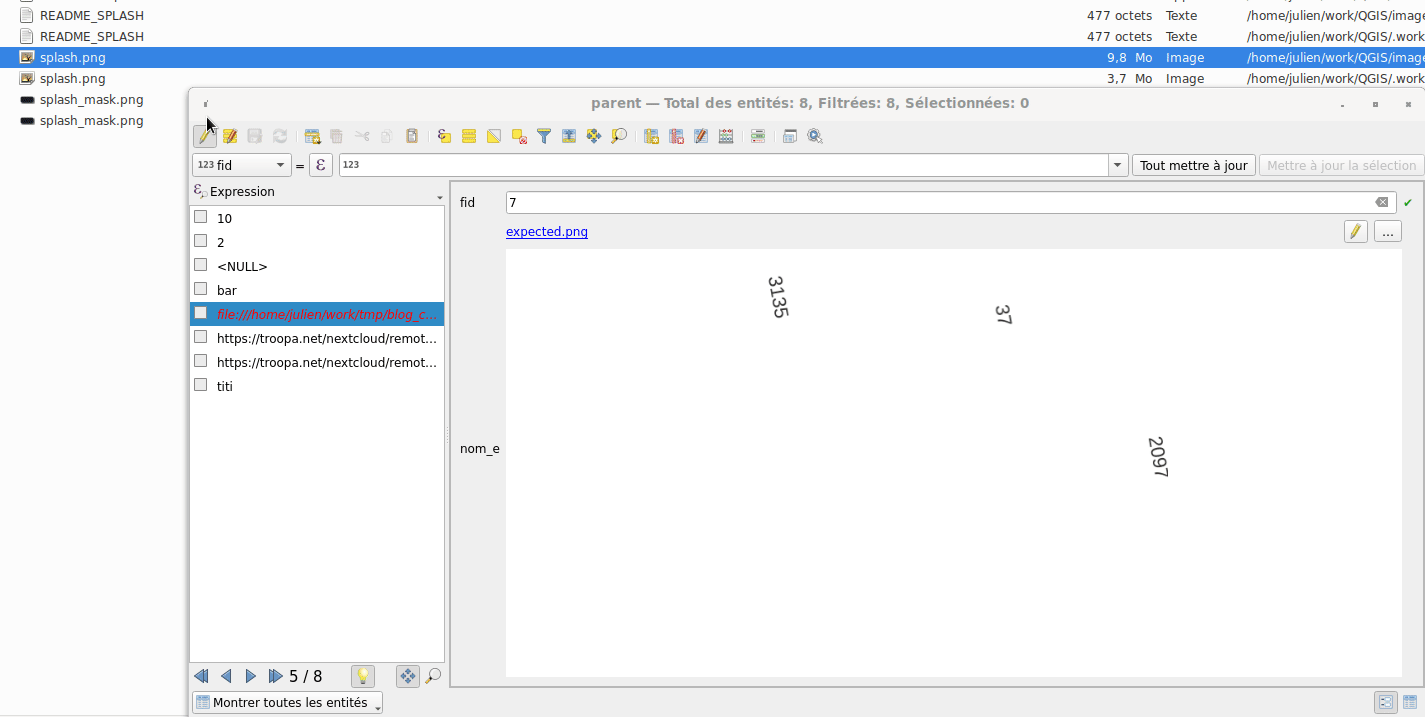 README_SPLASH 477 octets Texte /home/julien/work/QGIS/image
README_SPLASH 477 octets Texte /home/julien/work/QGIS/.work
splash.png 9,8 Mo Image /home/julien/work/QGIS/image
splash.png 3,7 Mo Image /home/julien/work/QGIS/.work
splash_mask.png
splash_mask.png
parent — Total des entités: 8, Filtrées: 8, Sélectionnées: 0
123 fid = ε 123 Tout mettre à jour Mettre à jour la sélection
Expression
10
2
<NULL>
bar
file:///home/julien/work/tmp/blog_c...
https://troopa.net/nextcloud/remot...
https://troopa.net/nextcloud/remot...
titi
5 / 8
Montrer toutes les entités
fid 7
expected.png ...
nom_e
3135
37
2097